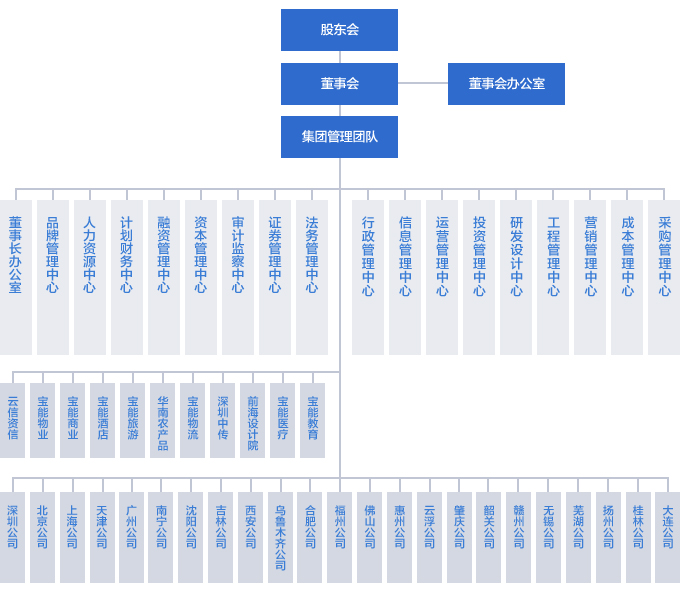 股东会
董事会
董事会办公室
集团管理团队
董事长办公室
品牌管理中心
人力资源中心
计划财务中心
融资管理中心
资本管理中心
审计监察中心
证券管理中心
法务管理中心
行政管理中心
信息管理中心
运营管理中心
投资管理中心
研发设计中心
工程管理中心
营销管理中心
成本管理中心
采购管理中心
云信资信
宝能物业
宝能商业
宝能酒店
宝能旅游
华南农产品
宝能物流
深圳中传
前海设计院
宝能医疗
宝能教育
深圳公司
北京公司
上海公司
天津公司
广州公司
南宁公司
沈阳公司
吉林公司
西安公司
乌鲁木齐公司
合肥公司
福州公司
佛山公司
惠州公司
云浮公司
肇庆公司
韶关公司
赣州公司
无锡公司
芜湖公司
扬州公司
桂林公司
大连公司